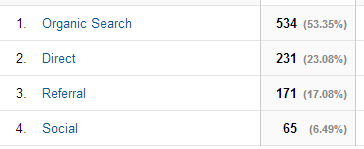 1. Organic Search 534 (53.35%)
2. Direct 231 (23.08%)
3. Referral 171 (17.08%)
4. Social 65 (6.49%)